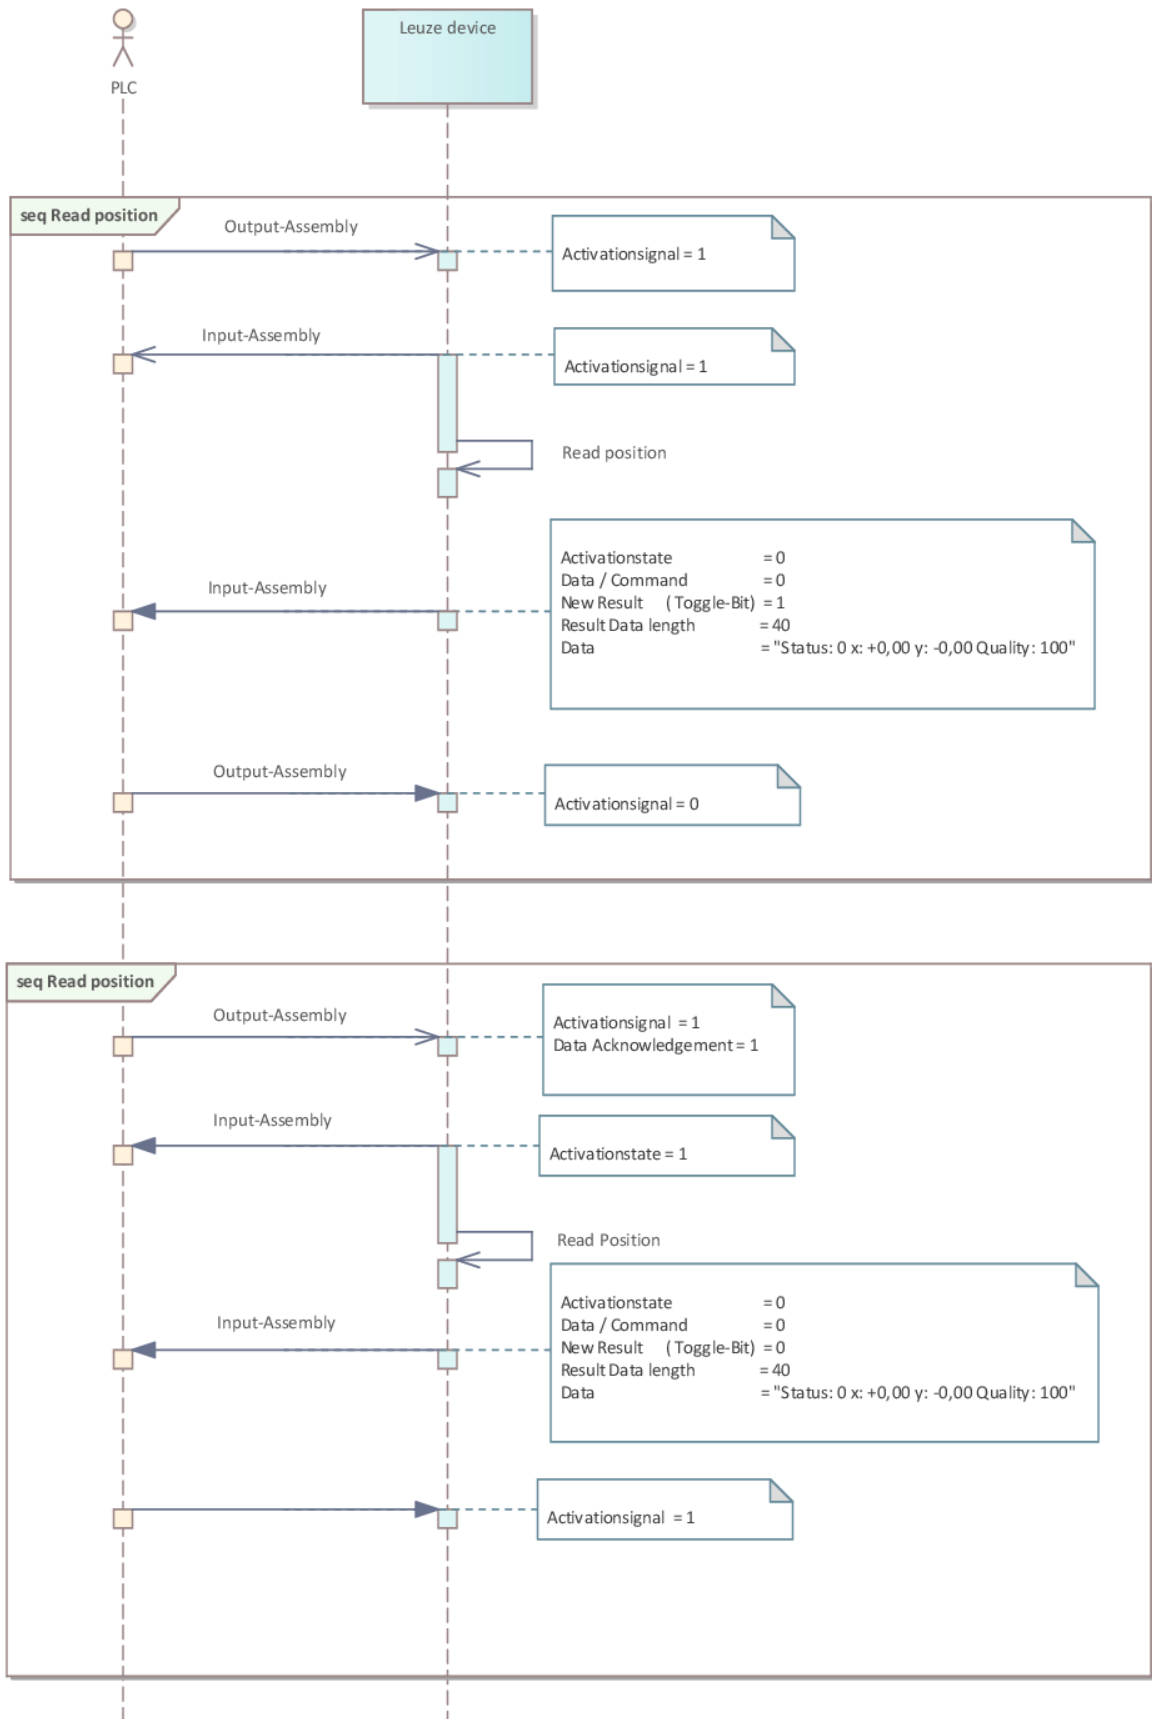 PLC
Leuze device
seq Read position
Output-Assembly
Activationsignal = 1
Input-Assembly
Activationsignal = 1
Read position
Activationstate = 0
Data / Command = 0
Input-Assembly
New Result ( Toggle-Bit) = 1
Result Data length = 40
Data = "Status: 0 x: +0,00 y: -0,00 Quality: 100"
Output-Assembly
Activationsignal = 0
seq Read position
Output-Assembly
Activationsignal = 1
Data Acknowledgement = 1
Input-Assembly
Activationstate = 1
Read Position
Activationstate = 0
Data / Command = 0
Input-Assembly
New Result ( Toggle-Bit) = 0
Result Data length = 40
Data = "Status: 0 x: +0,00 y: -0,00 Quality: 100"
Activationsignal = 1